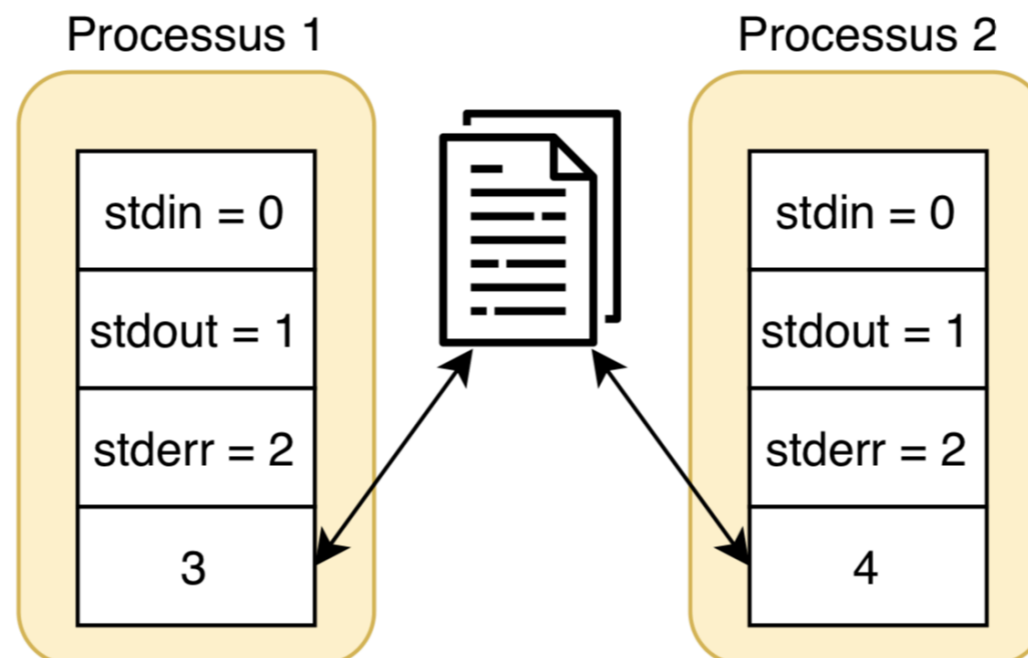 Processus 1
stdin = 0
stdout = 1
stderr = 2
3
Processus 2
stdin = 0
stdout = 1
stderr = 2
4